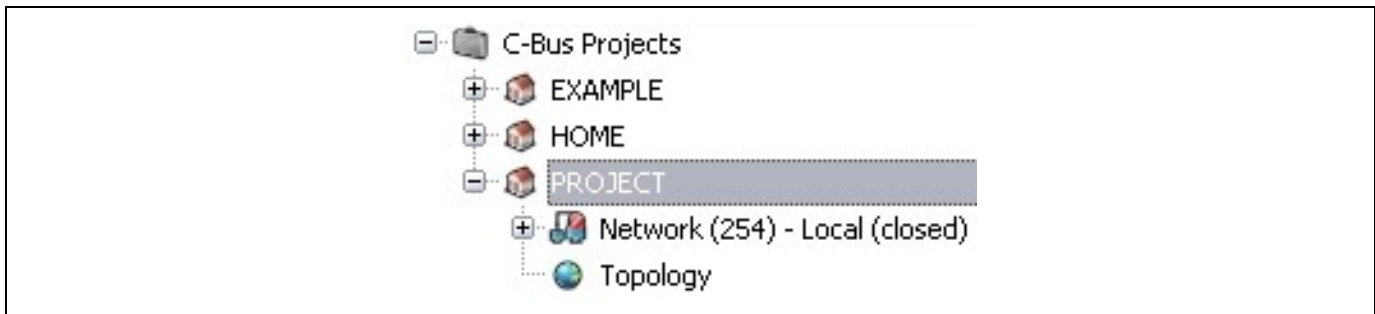 C-Bus Projects
EXAMPLE
HOME
PROJECT
Network (254) - Local (closed)
Topology